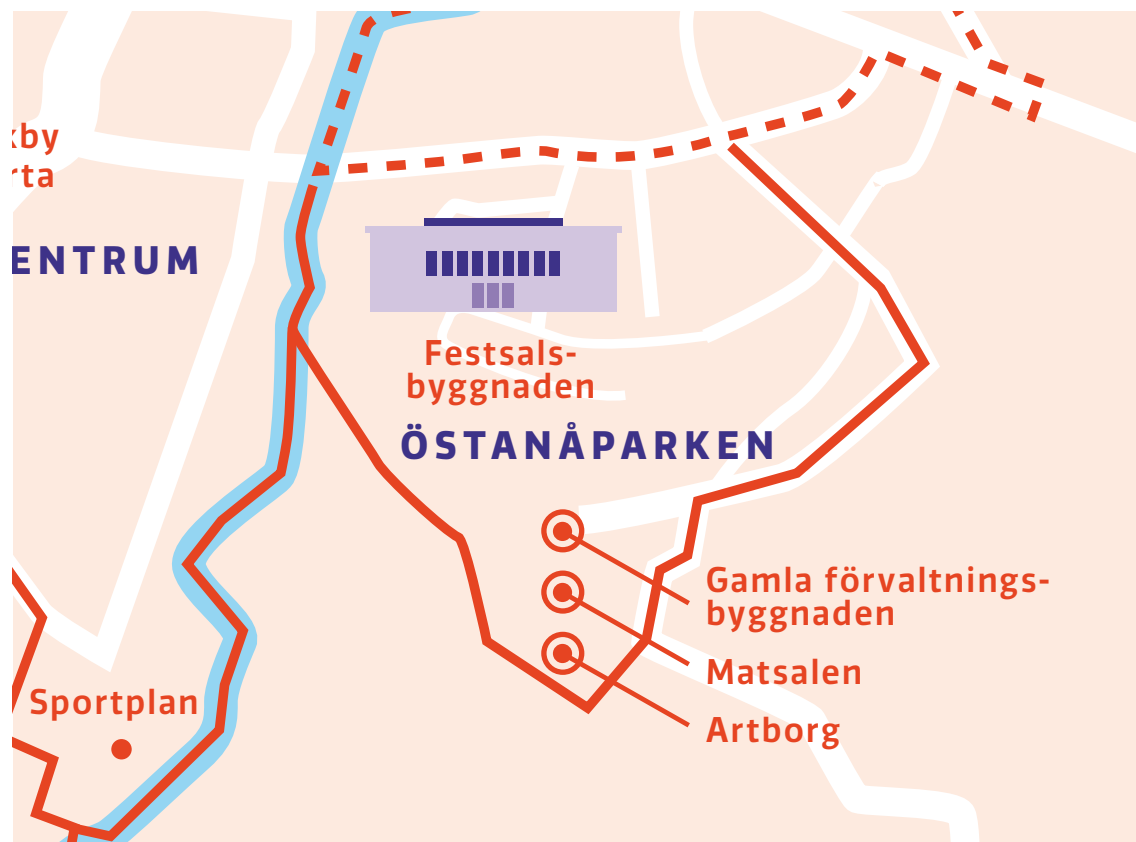 ENTRUM
Festsals-
byggnaden
ÖSTANÅPARKEN
Gamla förvaltnings-
byggnaden
Matsalen
Artborg
Sportplan